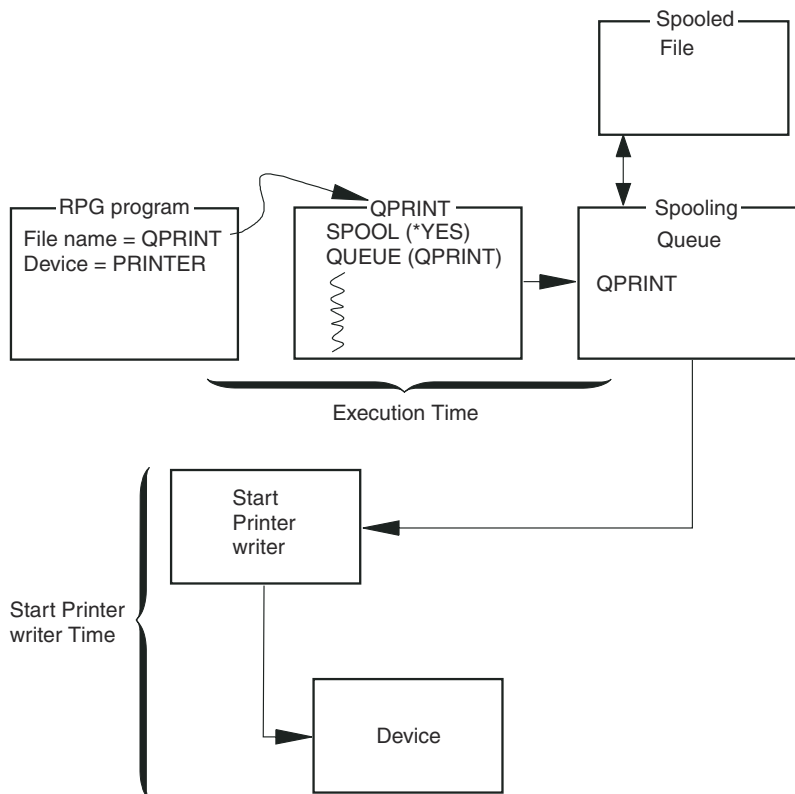 Spooled
File
RPG program
File name = QPRINT
Device = PRINTER
QPRINT
SPOOL (*YES)
QUEUE (QPRINT)
Spooling
Queue
QPRINT
Execution Time
Start
Printer
writer
Start Printer
writer Time
Device